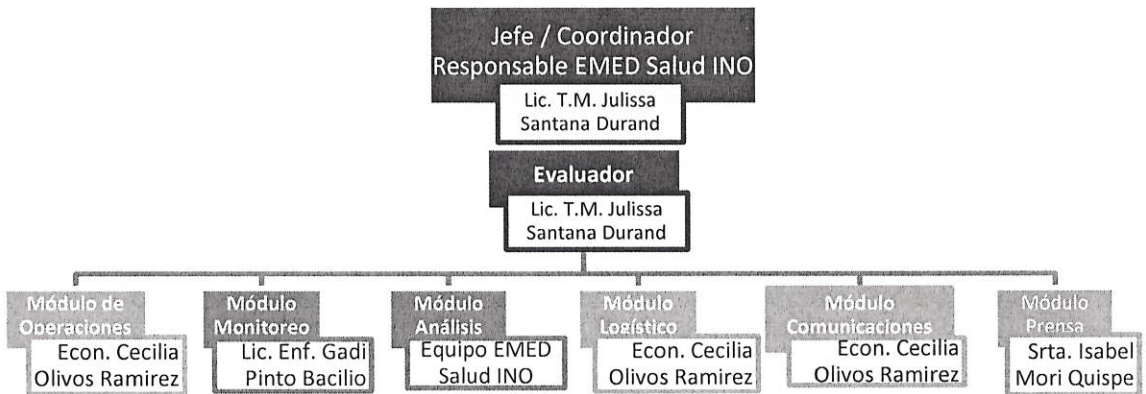 Jefe / Coordinador
Responsable EMED Salud INO
Lic. T.M. Julissa
Santana Durand
Evaluador
Lic. T.M. Julissa
Santana Durand
Módulo de
Operaciones
Econ. Cecilia
Olivos Ramirez
Módulo
Monitoreo
Lic. Enf. Gadi
Pinto Bacilio
Módulo
Análisis
Equipo EMED
Salud INO
Módulo
Logístico
Econ. Cecilia
Olivos Ramirez
Módulo
Comunicaciones
Econ. Cecilia
Olivos Ramirez
Módulo
Prensa
Srta. Isabel
Mori Quispe